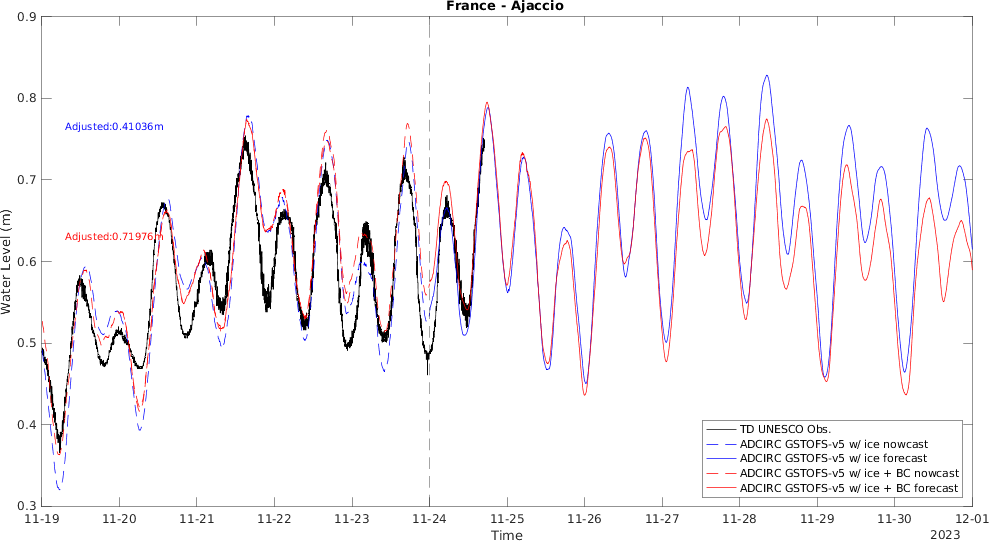 France - Ajaccio
Water Level (m)
0.9
0.8
0.7
0.6
0.5
0.4
0.3
Adjusted:0.41036m
Adjusted:0.71976m
TD UNESCO Obs.
ADCIRC GSTOFS-v5 w/ ice nowcast
ADCIRC GSTOFS-v5 w/ ice forecast
ADCIRC GSTOFS-v5 w/ ice + BC nowcast
ADCIRC GSTOFS-v5 w/ ice + BC forecast
11-19 11-20 11-21 11-22 11-23 11-24 11-25 11-26 11-27 11-28 11-29 11-30 12-01
Time
2023